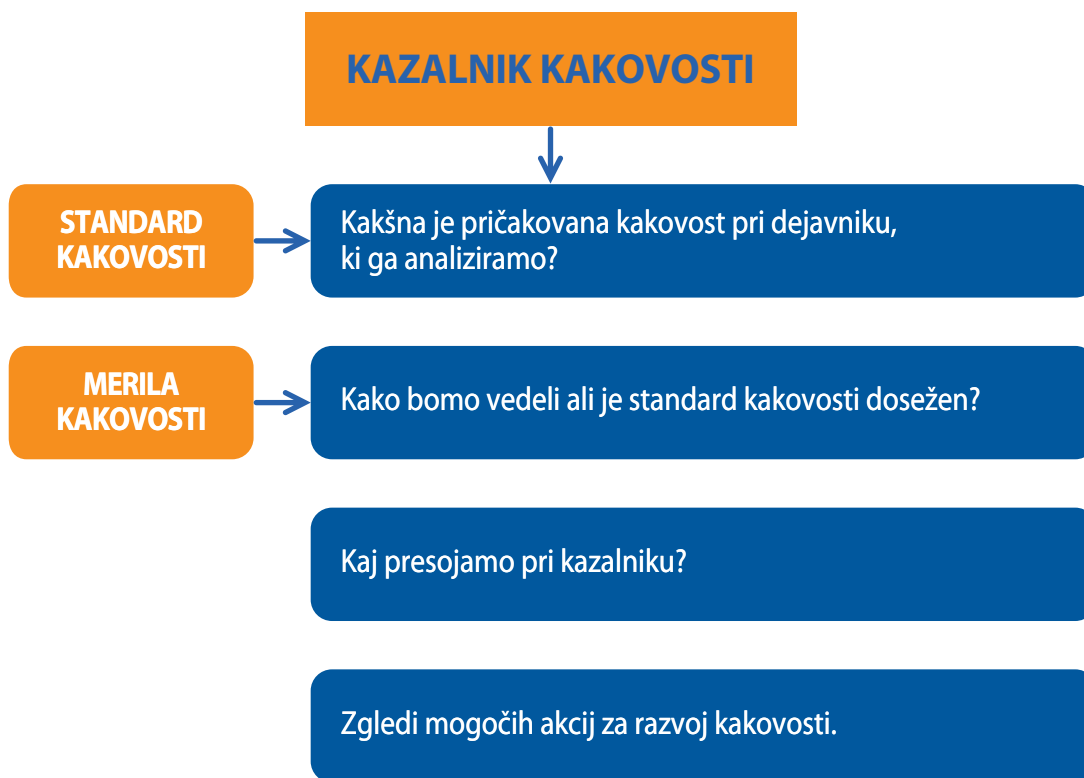 KAZALNIK KAKOVOSTI
STANDARD
KAKOVOSTI
Kakšna je pričakovana kakovost pri dejavniku,
ki ga analiziramo?
MERILA
KAKOVOSTI
Kako bomo vedeli ali je standard kakovosti dosežen?
Kaj presojamo pri kazalniku?
Zgledi mogočih akcij za razvoj kakovosti.